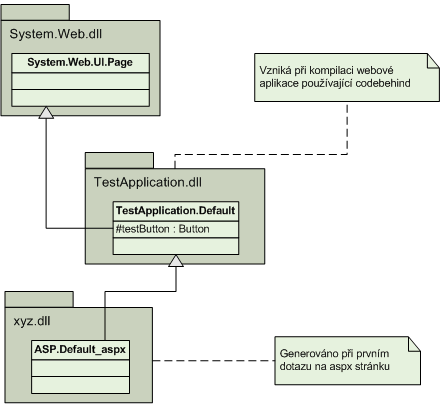 System.Web.dll
System.Web.UI.Page
Vzniká při kompilaci webové
aplikace používající codebehind
TestApplication.dll
TestApplication.Default
#testButton : Button
xyz.dll
ASP.Default_aspx
Generováno při prvním
dotazu na aspx stránku